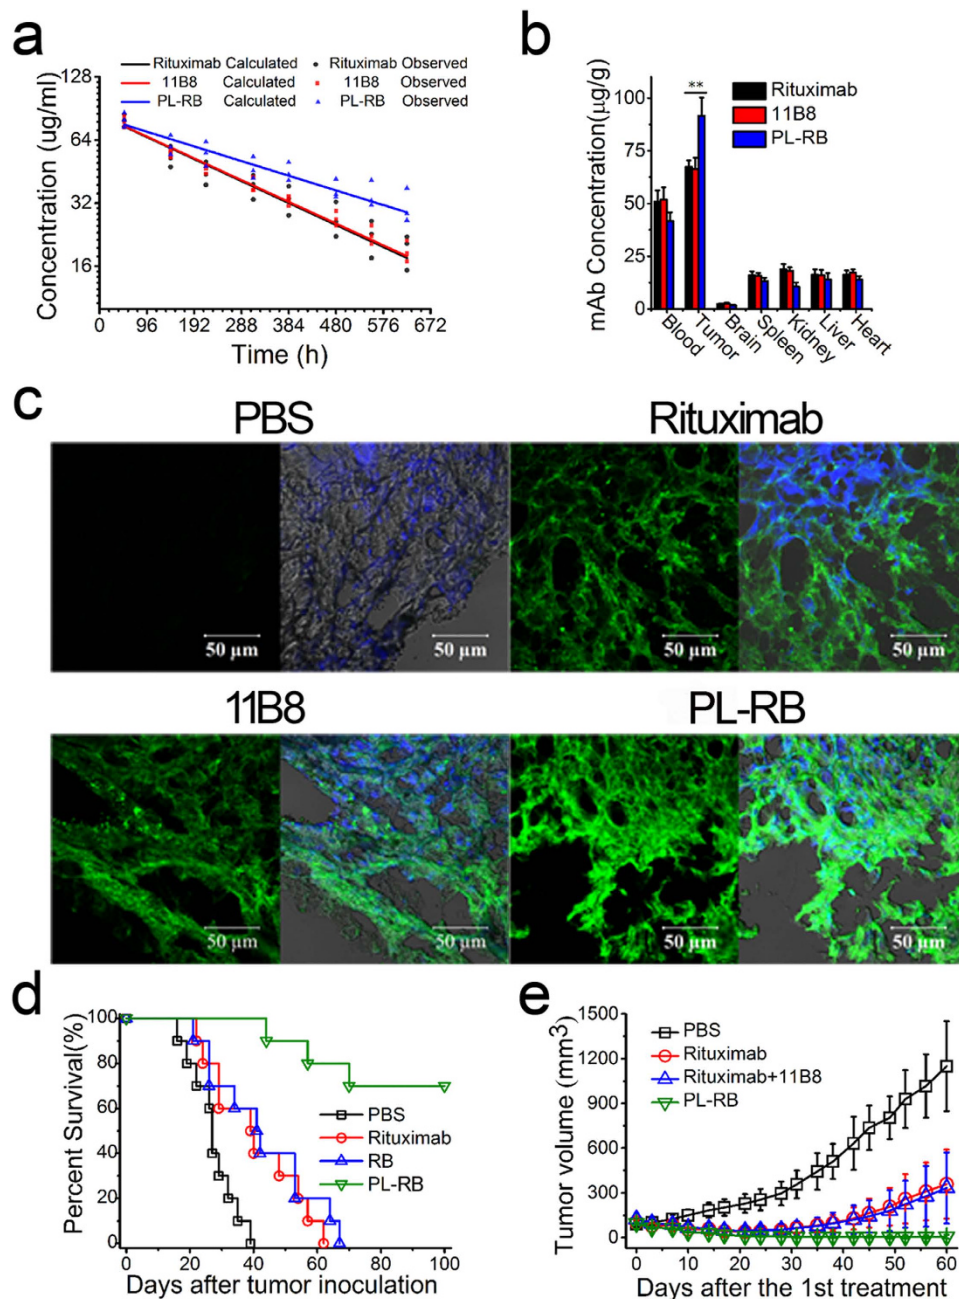 a
Rituximab Calculated Rituximab Observed
11B8 Calculated 11B8 Observed
PL-RB Calculated PL-RB Observed
Concentration (ug/ml)
128
64
32
16
0 96 192 288 384 480 576 672
Time (h)
b
mAb Concentration(µg/g)
100
75
50
25
0
**
Rituximab
11B8
PL-RB
Blood Tumor Brain Spleen Kidney Liver Heart
c
PBS Rituximab
50 µm 50 µm 50 µm 50 µm
11B8 PL-RB
50 µm 50 µm 50 µm 50 µm
d
Percent Survival(%)
100
80
60
40
20
0
PBS
Rituximab
RB
PL-RB
0 20 40 60 80 100
Days after tumor inoculation
e
Tumor volume (mm3)
1500
1200
900
600
300
0
PBS
Rituximab
Rituximab+11B8
PL-RB
0 10 20 30 40 50 60
Days after the 1st treatment